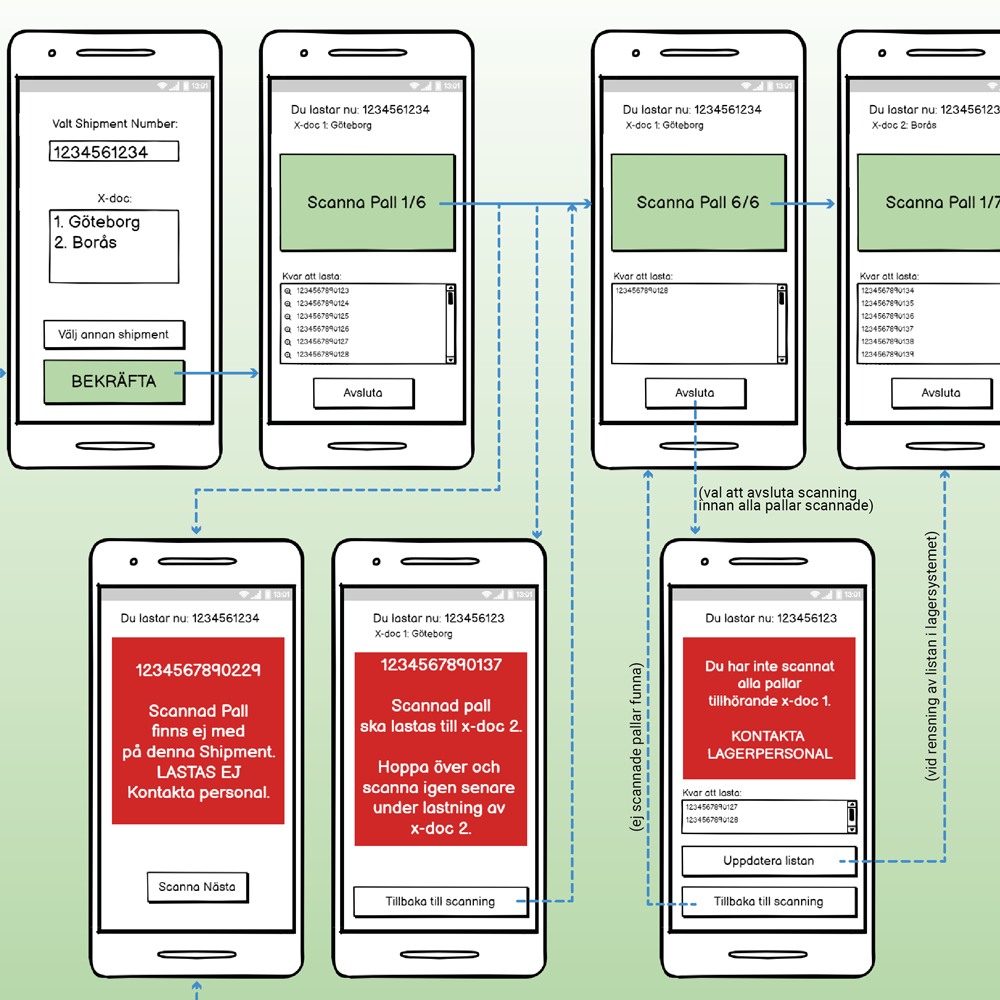 13:01
Valt Shipment Number:
1234561234
X-doc:
1. Göteborg
2. Borås
Välj annan shipment
BEKRÄFTA
13:01
Du lastar nu: 1234561234
X-doc 1: Göteborg
Scanna Pall 1/6
Kvar att lasta:
1234567890123
1234567890124
1234567890125
1234567890126
1234567890127
1234567890128
Avsluta
13:01
Du lastar nu: 1234561234
X-doc 1: Göteborg
Scanna Pall 6/6
Kvar att lasta:
1234567890128
Avsluta
Du lastar nu: 123456123
X-doc 2: Borås
Scanna Pall 1/7
Kvar att lasta:
1234567890134
1234567890135
1234567890136
1234567890137
1234567890138
1234567890139
Avsluta
(val att avsluta scanning
innan alla pallar scannade)
(ej scannade pallar funna)
(vid rensning av listan i lagersystemet)
13:01
Du lastar nu: 1234561234
1234567890229
Scannad Pall
finns ej med
på denna Shipment.
LASTAS EJ
Kontakta personal.
Scanna Nästa
13:01
Du lastar nu: 123456123
X-doc 1: Göteborg
1234567890137
Scannad pall
ska lastas till x-doc 2.
Hoppa över och
scanna igen senare
under lastning av
x-doc 2.
Tillbaka till scanning
13:01
Du lastar nu: 123456123
Du har inte scannat
alla pallar
tillhörande x-doc 1.
KONTAKTA
LAGERPERSONAL
Kvar att lasta:
1234567890127
1234567890128
Uppdatera listan
Tillbaka till scanning